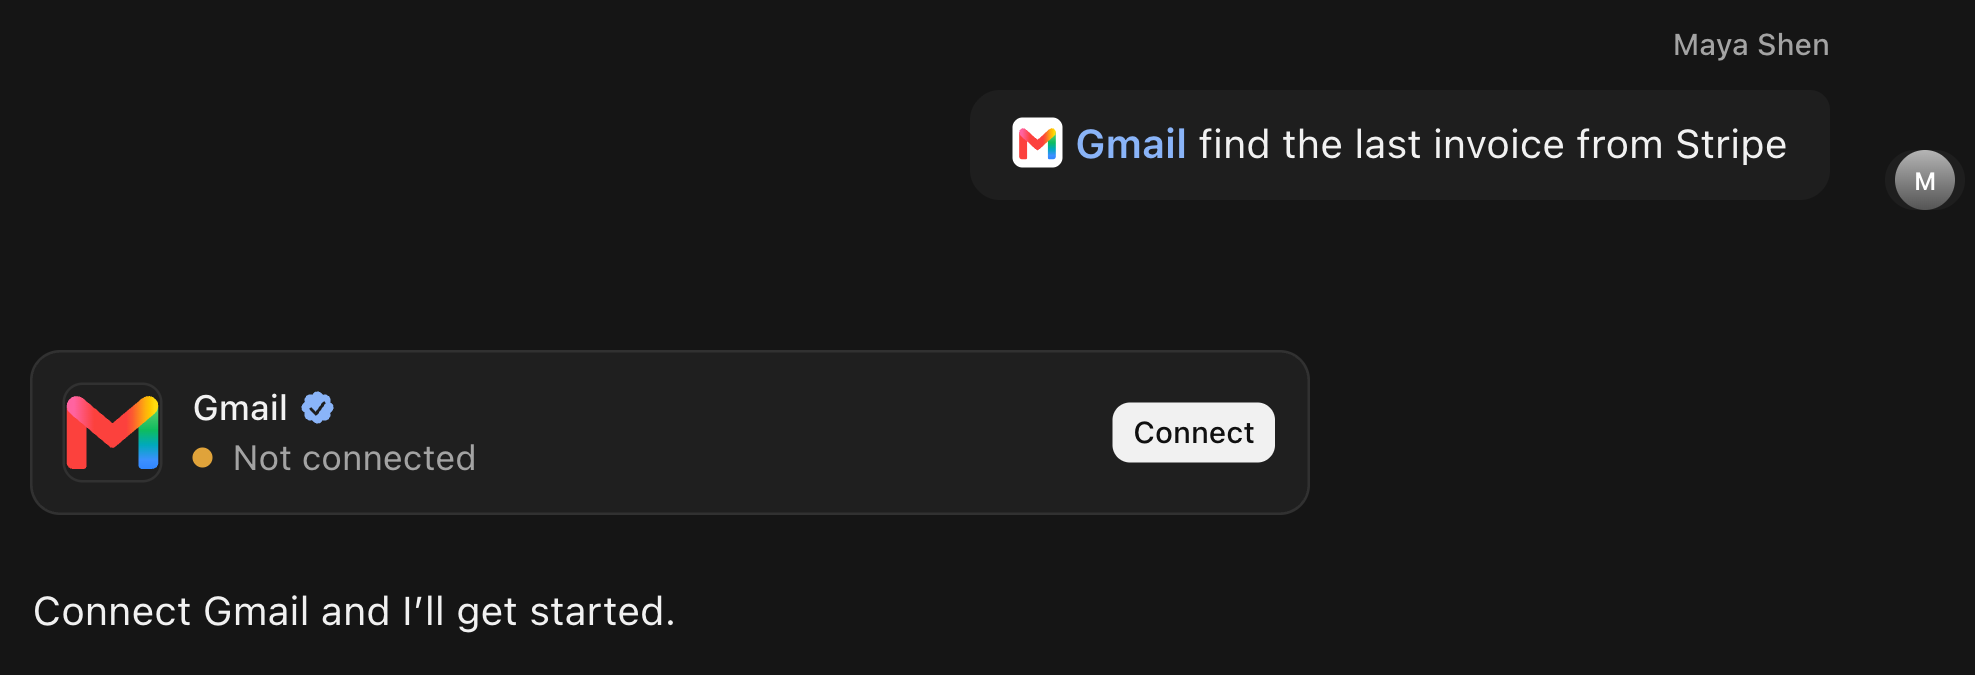 Maya Shen
Gmail find the last invoice from Stripe
M
Gmail
Not connected
Connect
Connect Gmail and I’ll get started.